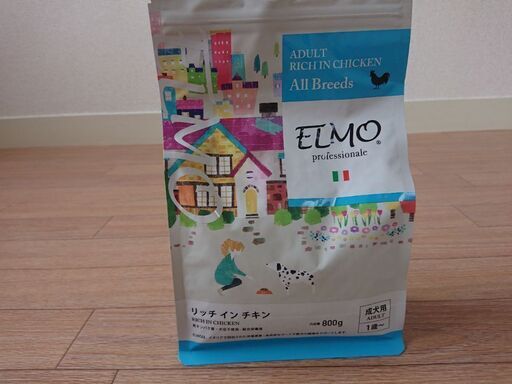 ADULT
RICH IN CHICKEN
All Breeds
ELMO
ELMO®
professionale
リッチ イン チキン
RICH IN CHICKEN
800g
成犬用
ADULT
1歳〜